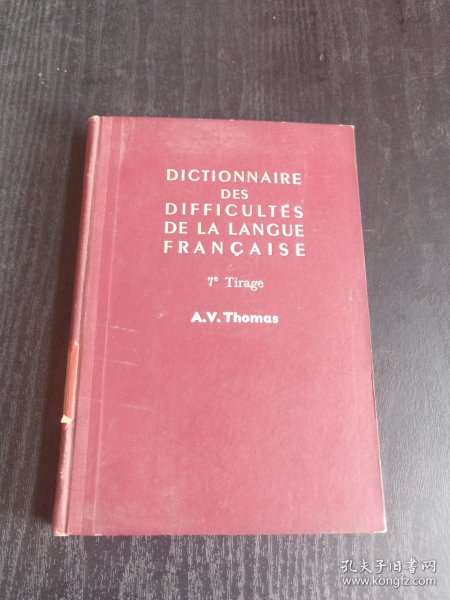 DICTIONNAIRE
DES
DIFFICULTÉS
DE LA LANGUE
FRANÇAISE
7e Tirage
A.V. Thomas
孔夫子旧书网
www.kongfz.com